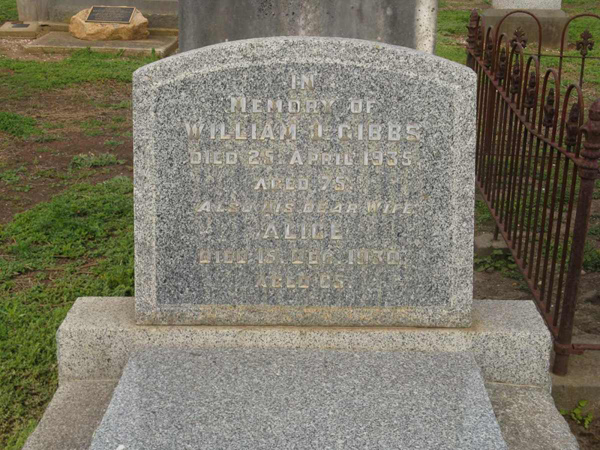 IN
MEMORY OF
WILLIAM J. GIBBS
DIED 25. APRIL 1935.
AGED 75.
ALSO HIS DEAR WIFE
ALICE
DIED 15. DEC.
AGED